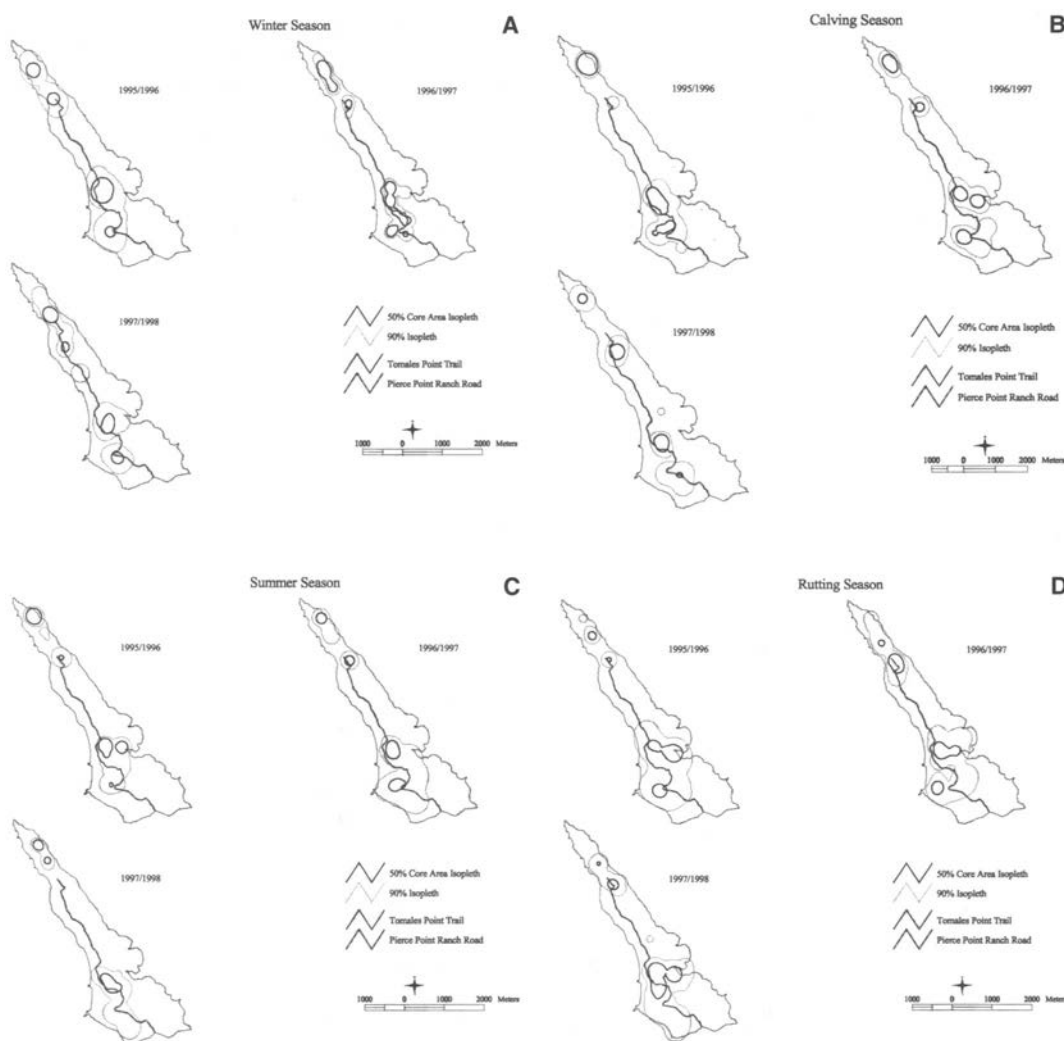 Winter Season
A
1995/1996
1996/1997
1997/1998
50% Core Area Isopleth
90% Isopleth
Tomales Point Trail
Pierce Point Ranch Road
1000 0 1000 2000 Meters
Calving Season
B
1995/1996
1996/1997
1997/1998
50% Core Area Isopleth
90% Isopleth
Tomales Point Trail
Pierce Point Ranch Road
1000 0 1000 2000 Meters
Summer Season
C
1995/1996
1996/1997
1997/1998
50% Core Area Isopleth
90% Isopleth
Tomales Point Trail
Pierce Point Ranch Road
1000 0 1000 2000 Meters
Rutting Season
D
1995/1996
1996/1997
1997/1998
50% Core Area Isopleth
90% Isopleth
Tomales Point Trail
Pierce Point Ranch Road
1000 0 1000 2000 Meters